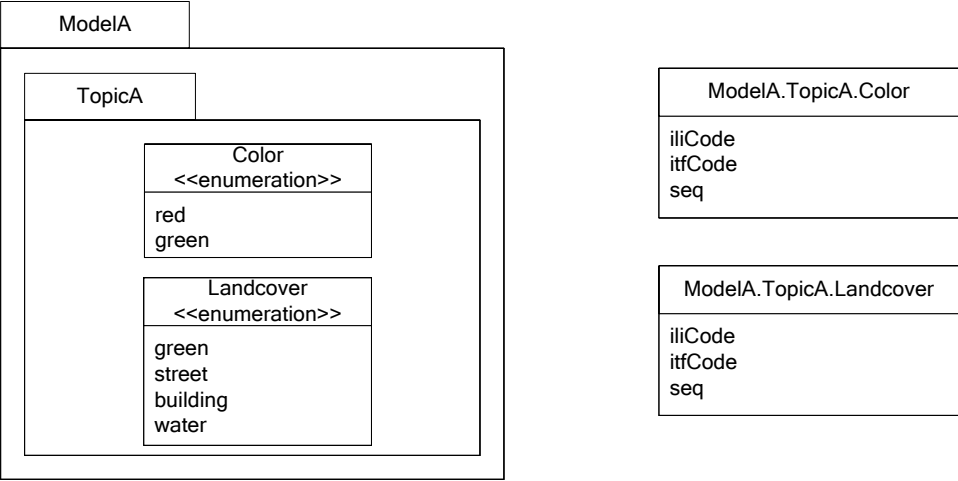 ModelA
TopicA
Color
<<enumeration>>
red
green
Landcover
<<enumeration>>
green
street
building
water
ModelA.TopicA.Color
iliCode
itfCode
seq
ModelA.TopicA.Landcover
iliCode
itfCode
seq